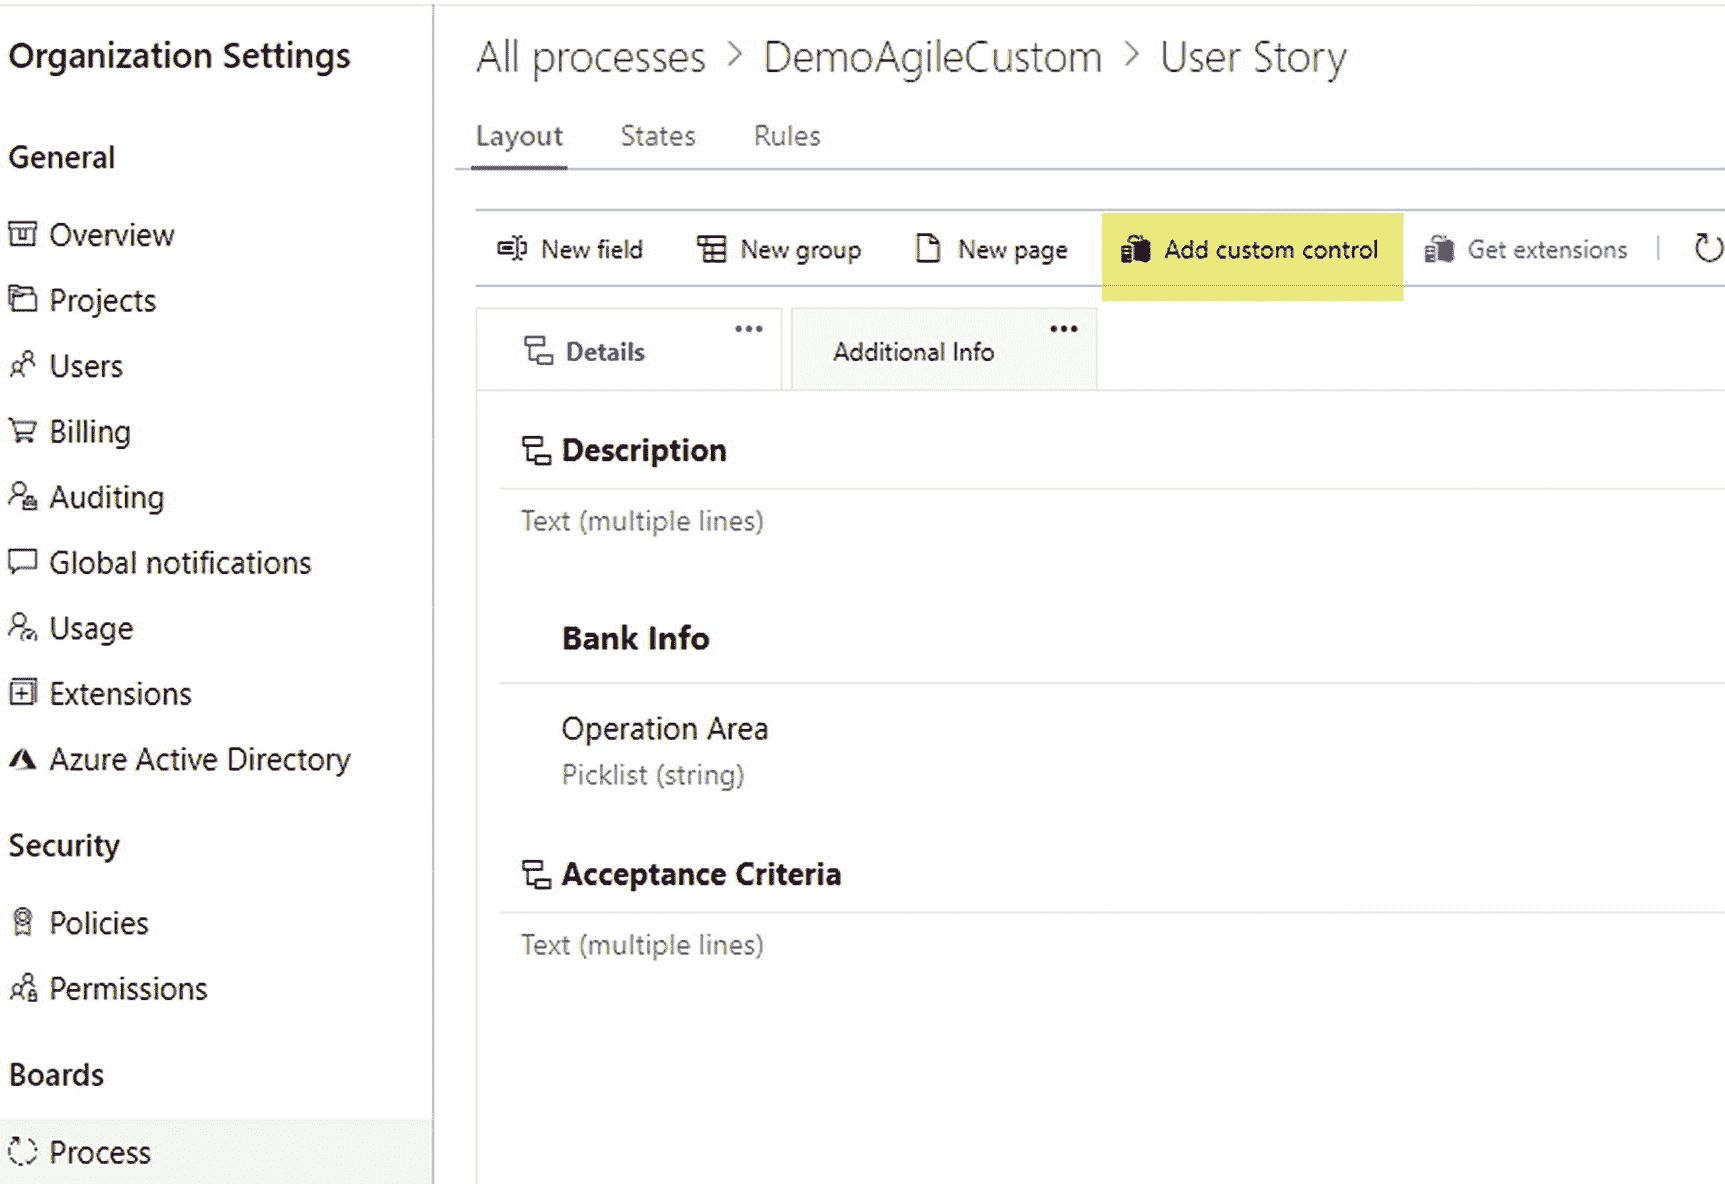 Organization Settings
General
Overview
Projects
Users
Billing
Auditing
Global notifications
Usage
Extensions
Azure Active Directory
Security
Policies
Permissions
Boards
Process
All processes > DemoAgileCustom > User Story
Layout States Rules
New field New group New page Add custom control Get extensions
Details ... Additional Info ...
Description
Text (multiple lines)
Bank Info
Operation Area
Picklist (string)
Acceptance Criteria
Text (multiple lines)